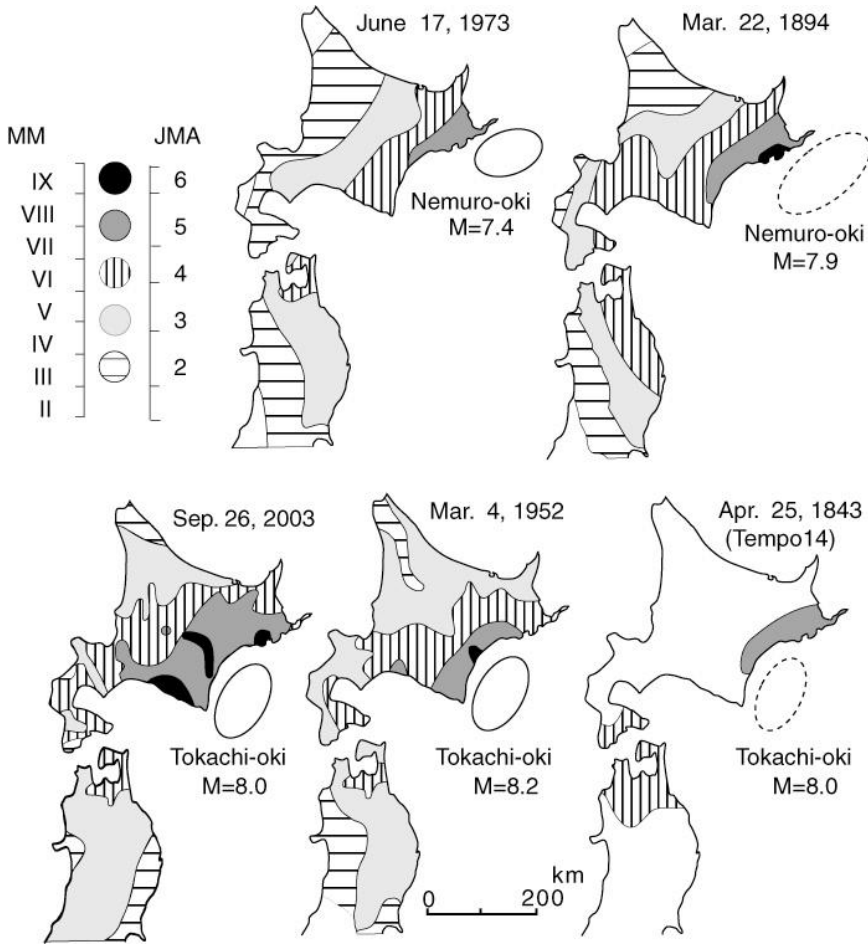 June 17, 1973
Mar. 22, 1894
MM
JMA
IX
VIII
VII
VI
V
IV
III
II
6
5
4
3
2
Nemuro-oki
M=7.4
Nemuro-oki
M=7.9
Sep. 26, 2003
Mar. 4, 1952
Apr. 25, 1843
(Tempo14)
Tokachi-oki
M=8.0
Tokachi-oki
M=8.2
Tokachi-oki
M=8.0
km
0 200